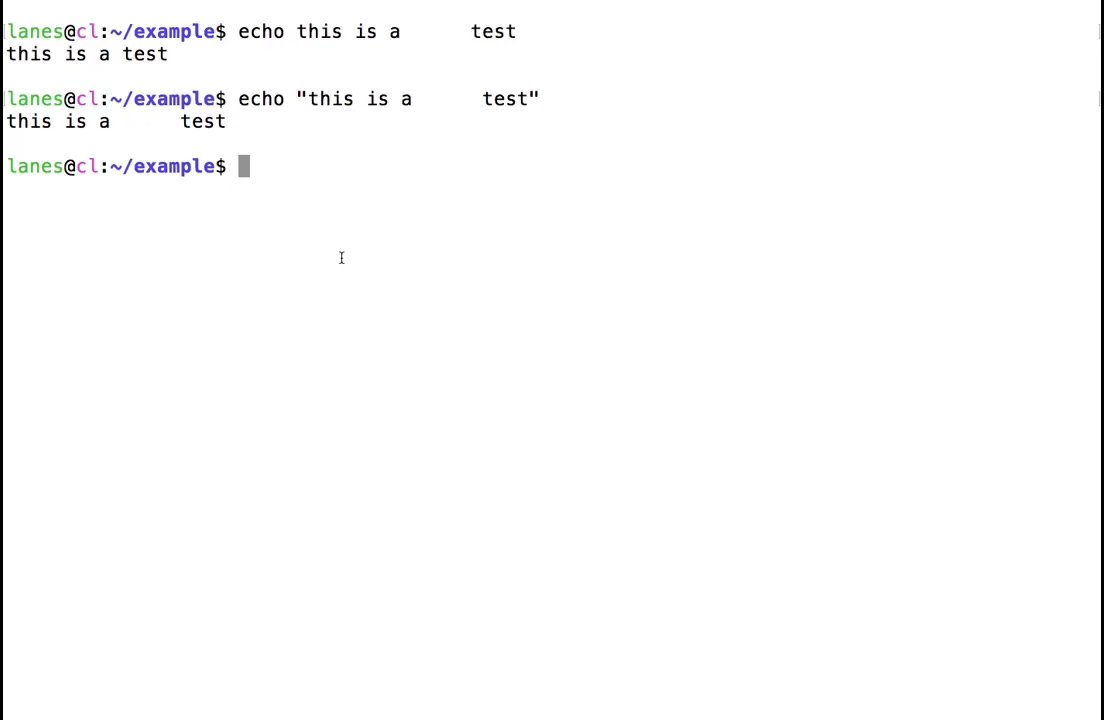 lanes@cl:~/example$ echo this is a      test
this is a test
lanes@cl:~/example$ echo "this is a      test"
this is a      test
lanes@cl:~/example$